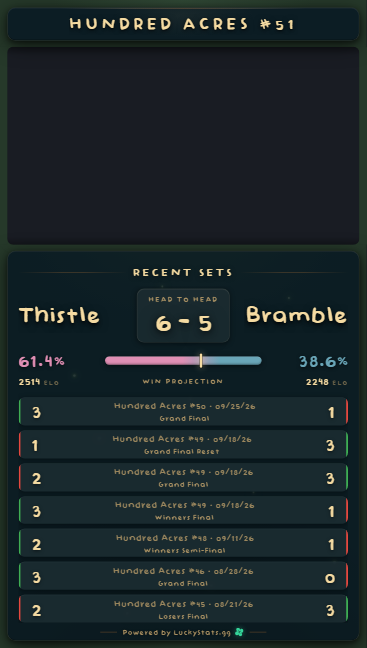 HUNDRED ACRES #51
RECENT SETS
HEAD TO HEAD
Thistle 6 - 5 Bramble
61.4% 38.6%
2514 ELO WIN PROJECTION 2248 ELO
3 Hundred Acres #50 - 09/25/26 1
Grand Final
1 Hundred Acres #49 - 09/18/26 3
Grand Final Reset
2 Hundred Acres #49 - 09/18/26 3
Grand Final
3 Hundred Acres #49 - 09/18/26 1
Winners Final
2 Hundred Acres #48 - 09/11/26 1
Winners Semi-Final
3 Hundred Acres #46 - 08/28/26 0
Grand Final
2 Hundred Acres #45 - 08/21/26 3
Losers Final
Powered by LuckyStats.gg